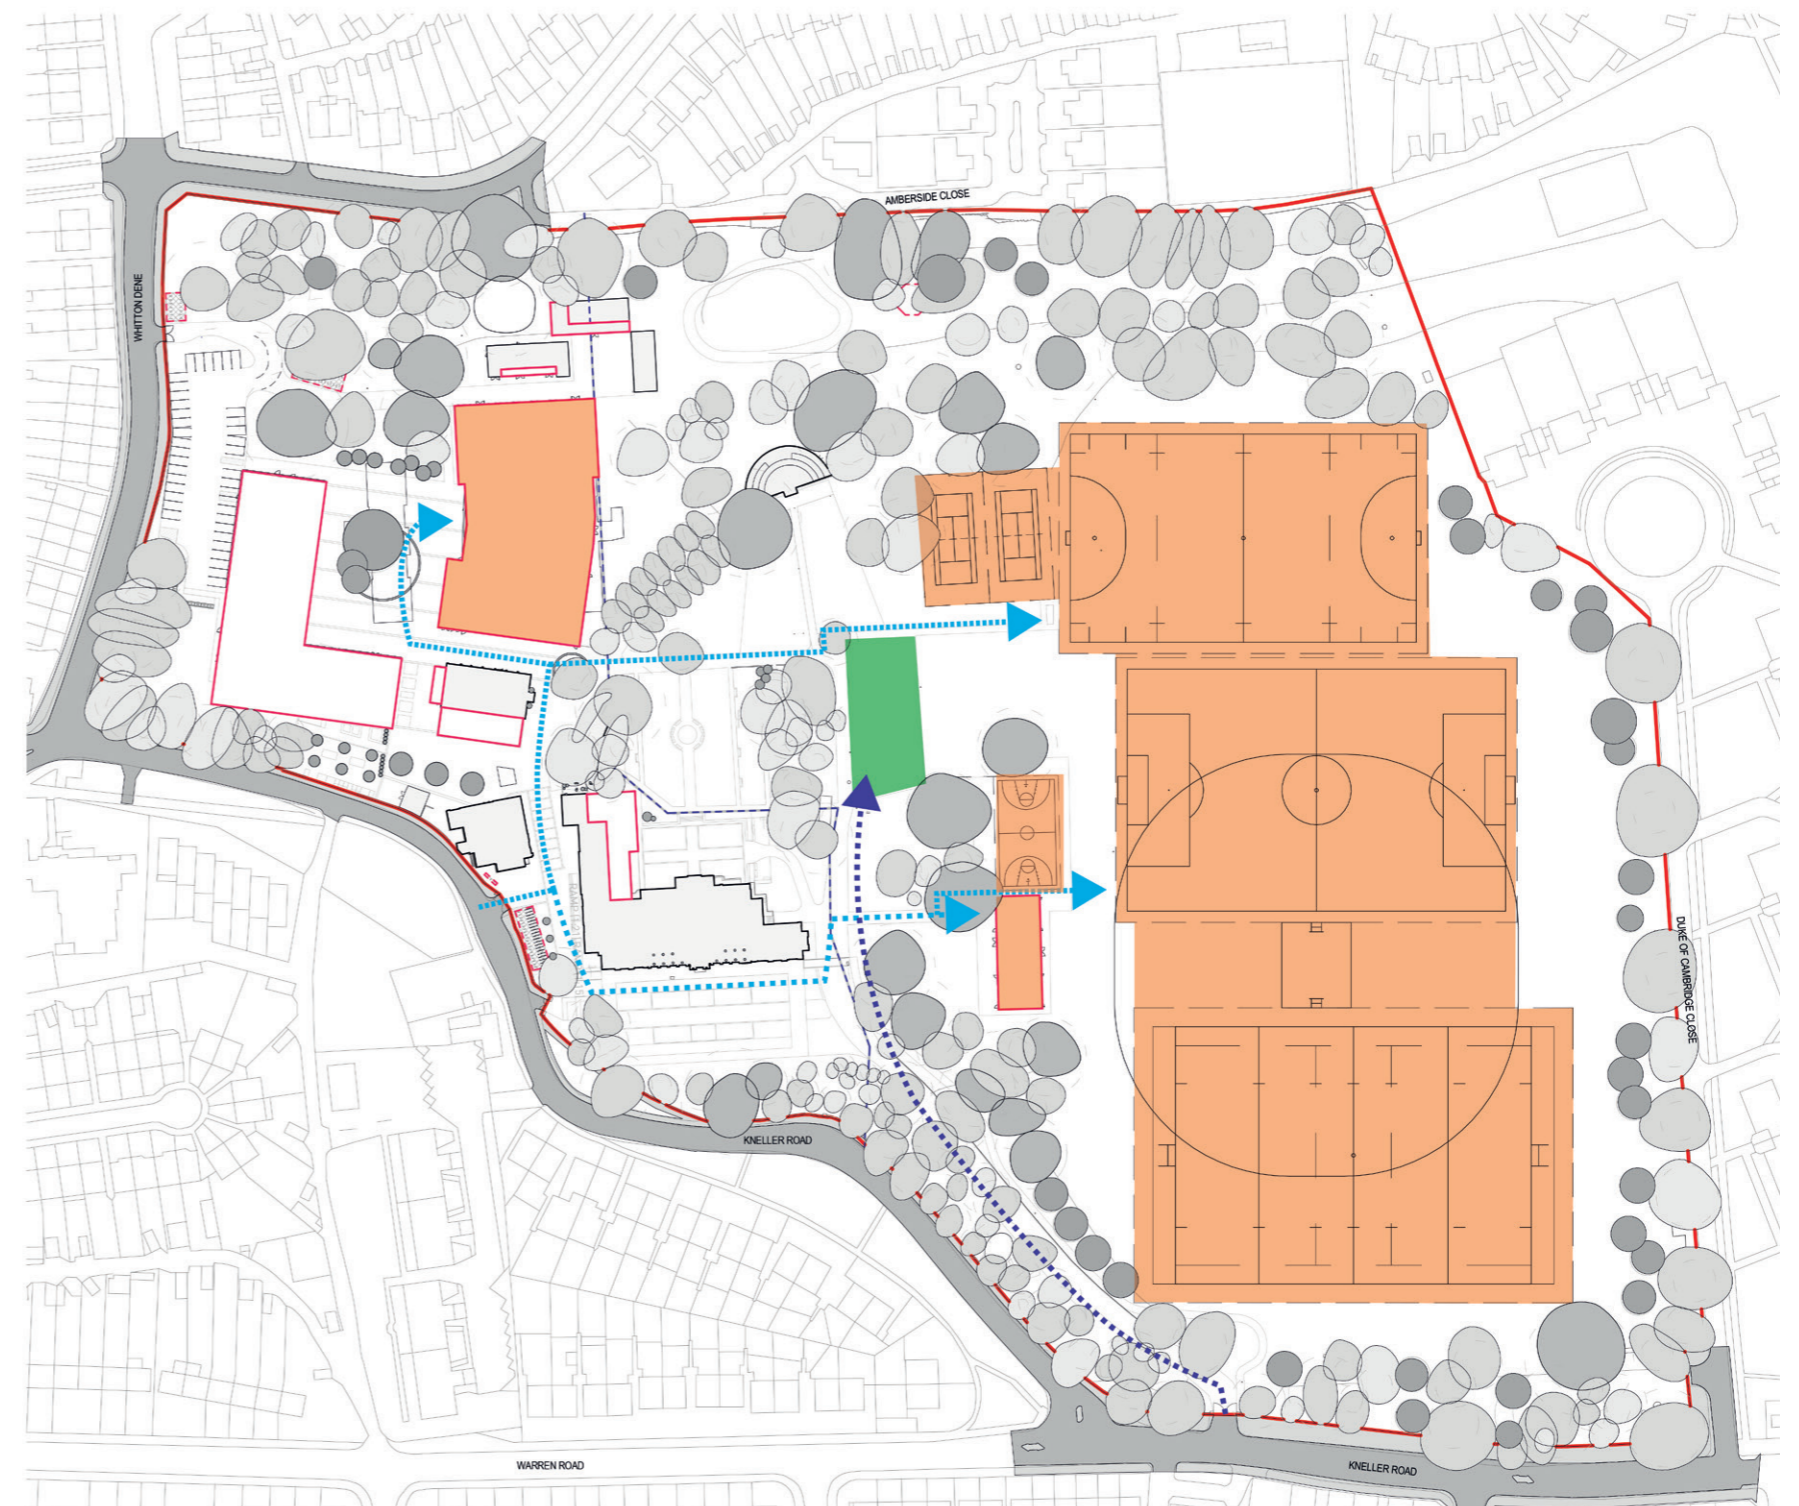 AMBERSIDE CLOSE
WHITTON DENE
DUKE OF CAMBRIDGE CLOSE
KNELLER ROAD
WARREN ROAD
KNELLER ROAD